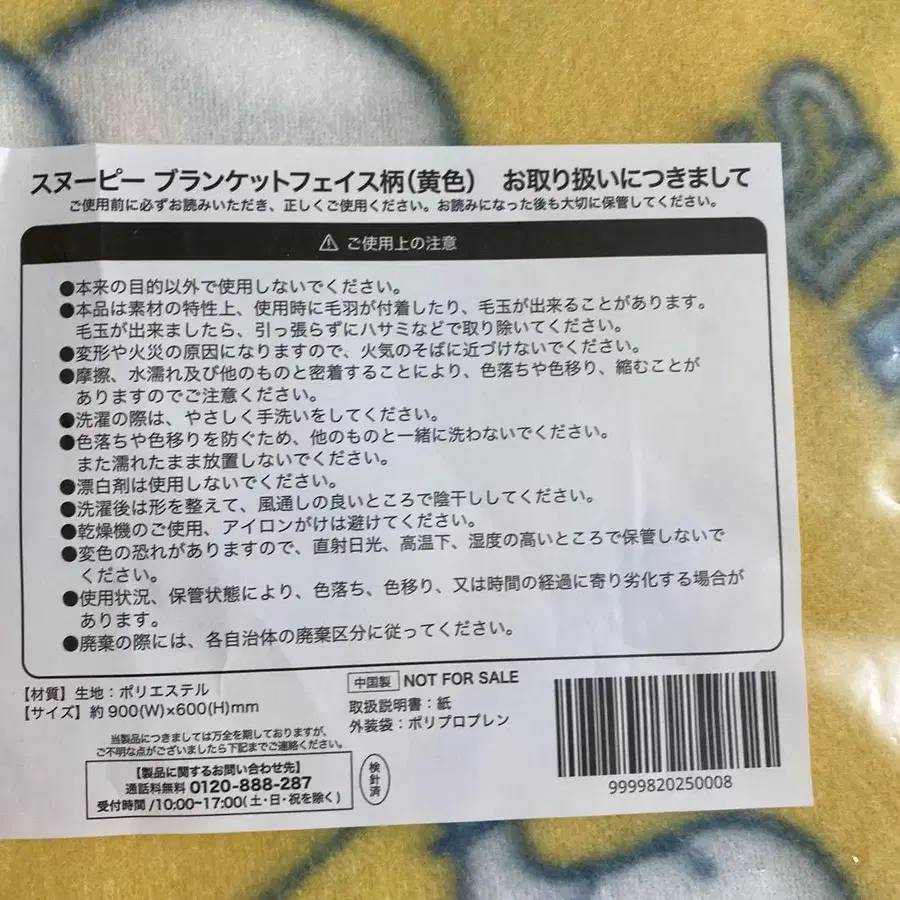 スヌーピー ブランケットフェイス柄(黄色) お取り扱いにつきまして
ご使用前に必ずお読みいただき、正しくご使用ください。お読みになった後も大切に保管してください。
⚠ ご使用上の注意
●本来の目的以外で使用しないでください。
●本品は素材の特性上、使用時に毛羽が付着したり、毛玉が出来ることがあります。
毛玉が出来ましたら、引っ張らずにハサミなどで取り除いてください。
●変形や火災の原因になりますので、火気のそばに近づけないでください。
●摩擦、水濡れ及び他のものと密着することにより、色落ちや色移り、縮むことが
ありますのでご注意ください。
●洗濯の際は、やさしく手洗いをしてください。
●色落ちや色移りを防ぐため、他のものと一緒に洗わないでください。
また濡れたまま放置しないでください。
●漂白剤は使用しないでください。
●洗濯後は形を整えて、風通しの良いところで陰干ししてください。
●乾燥機のご使用、アイロンがけは避けてください。
●変色の恐れがありますので、直射日光、高温下、湿度の高いところで保管しないで
ください。
●使用状況、保管状態により、色落ち、色移り、又は時間の経過に寄り劣化する場合が
あります。
●廃棄の際には、各自治体の廃棄区分に従ってください。
【材質】生地:ポリエステル
【サイズ】約900(W)×600(H)mm
中国製 NOT FOR SALE
取扱説明書:紙
外装袋:ポリプロプレン
当製品につきましては万全を期しておりますが、
ご不明な点がございましたら下記までご連絡ください。
【製品に関するお問い合わせ先】
通話料無料 0120-888-287
受付時間/10:00~17:00(土・日・祝を除く)
検針済
9999820250008